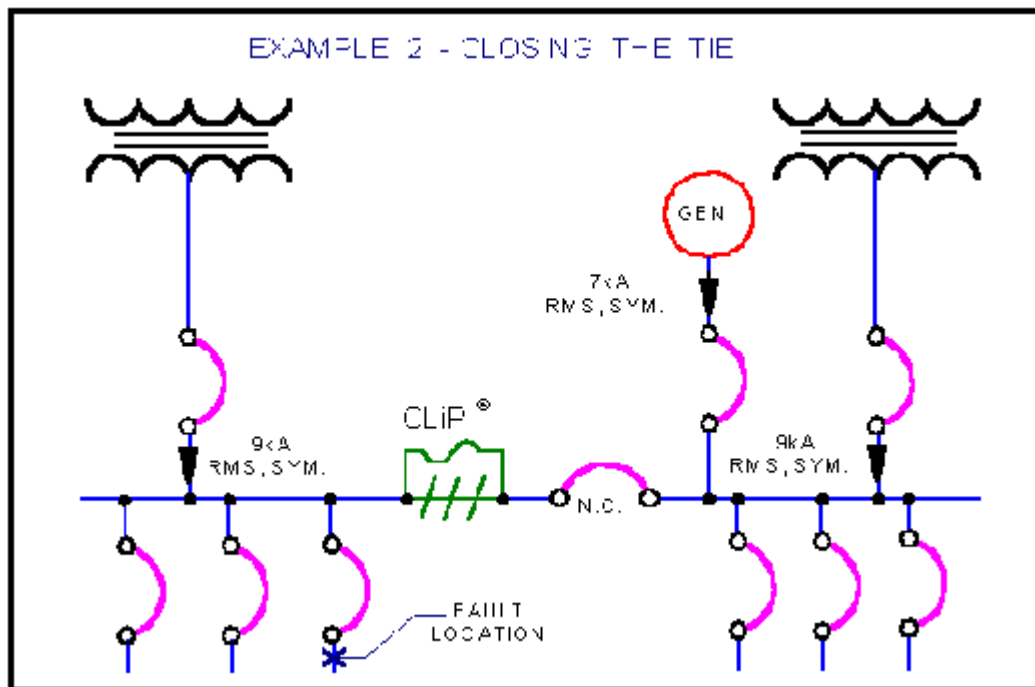 EXAMPLE 2 - CLOSING THE TIE
GEN
7kA
RMS, SYM.
CLiP ®
9kA
RMS, SYM.
9kA
RMS, SYM.
N.C.
FAULT
LOCATION